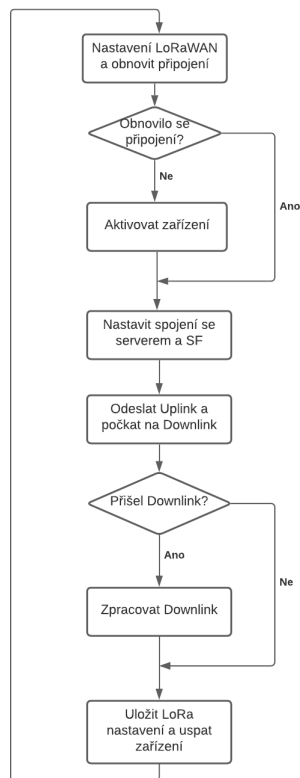 Nastavení LoRaWAN
a obnovit připojení
Obnovilo se
připojení?
Ne
Ano
Aktivovat zařízení
Nastavit spojení se
serverem a SF
Odeslat Uplink a
počkat na Downlink
Přišel Downlink?
Ano
Ne
Zpracovat Downlink
Uložit LoRa
nastavení a uspat
zařízení